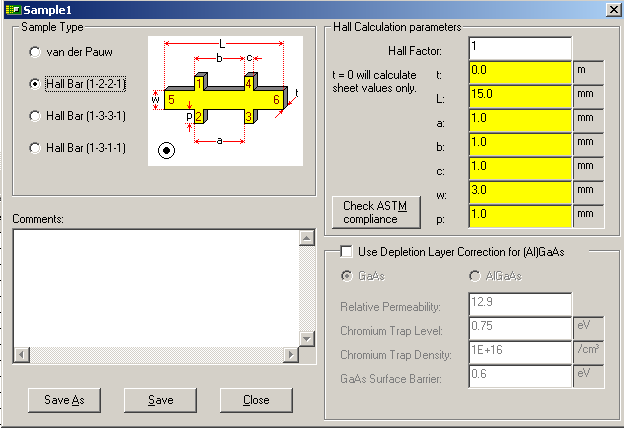 Sample1
Sample Type
van der Pauw
Hall Bar (1-2-2-1)
Hall Bar (1-3-3-1)
Hall Bar (1-3-1-1)
L
b
c
1
4
w
5
6
t
p
2
3
a
Hall Calculation parameters
Hall Factor: 1
t = 0 will calculate
sheet values only.
t: 0.0 m
L: 15.0 mm
a: 1.0 mm
b: 1.0 mm
c: 1.0 mm
w: 3.0 mm
p: 1.0 mm
Check ASTM
compliance
Comments:
Use Depletion Layer Correction for (Al)GaAs
GaAs
AlGaAs
Relative Permeability: 12.9
Chromium Trap Level: 0.75 eV
Chromium Trap Density: 1E+16 /cm³
GaAs Surface Barrier: 0.6 eV
Save As
Save
Close